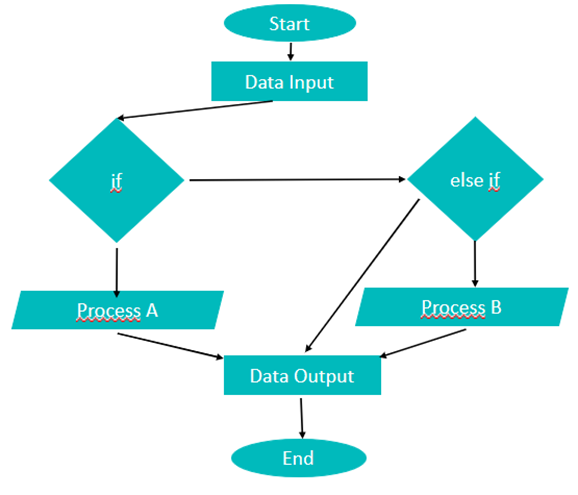 Start
Data Input
if
else if
Process A
Process B
Data Output
End